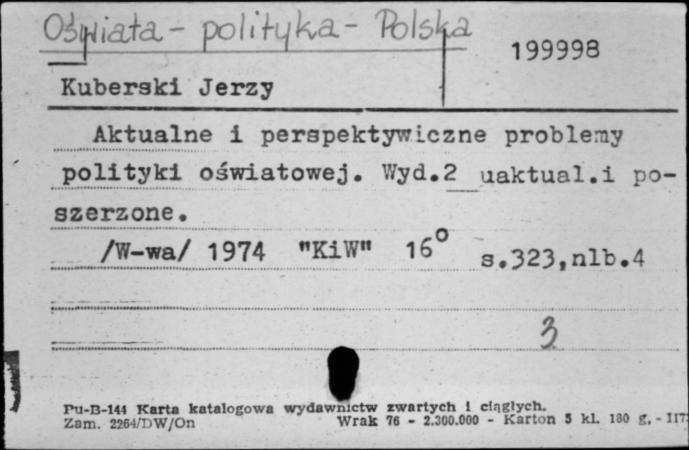 Oświata - polityka - Polska
199998
Kuberski Jerzy
Aktualne i perspektywiczne problemy
polityki oświatowej. Wyd.2 uaktual.i po-
szerzone.
/W-wa/ 1974 "KiW" 16° s.323,nlb.4
3
Pu-B-144 Karta katalogowa wydawnictw zwartych i ciągłych.
Zam. 2264/DW/On Wrak 76 - 2.300.000 - Karton 5 kl. 180 g. -